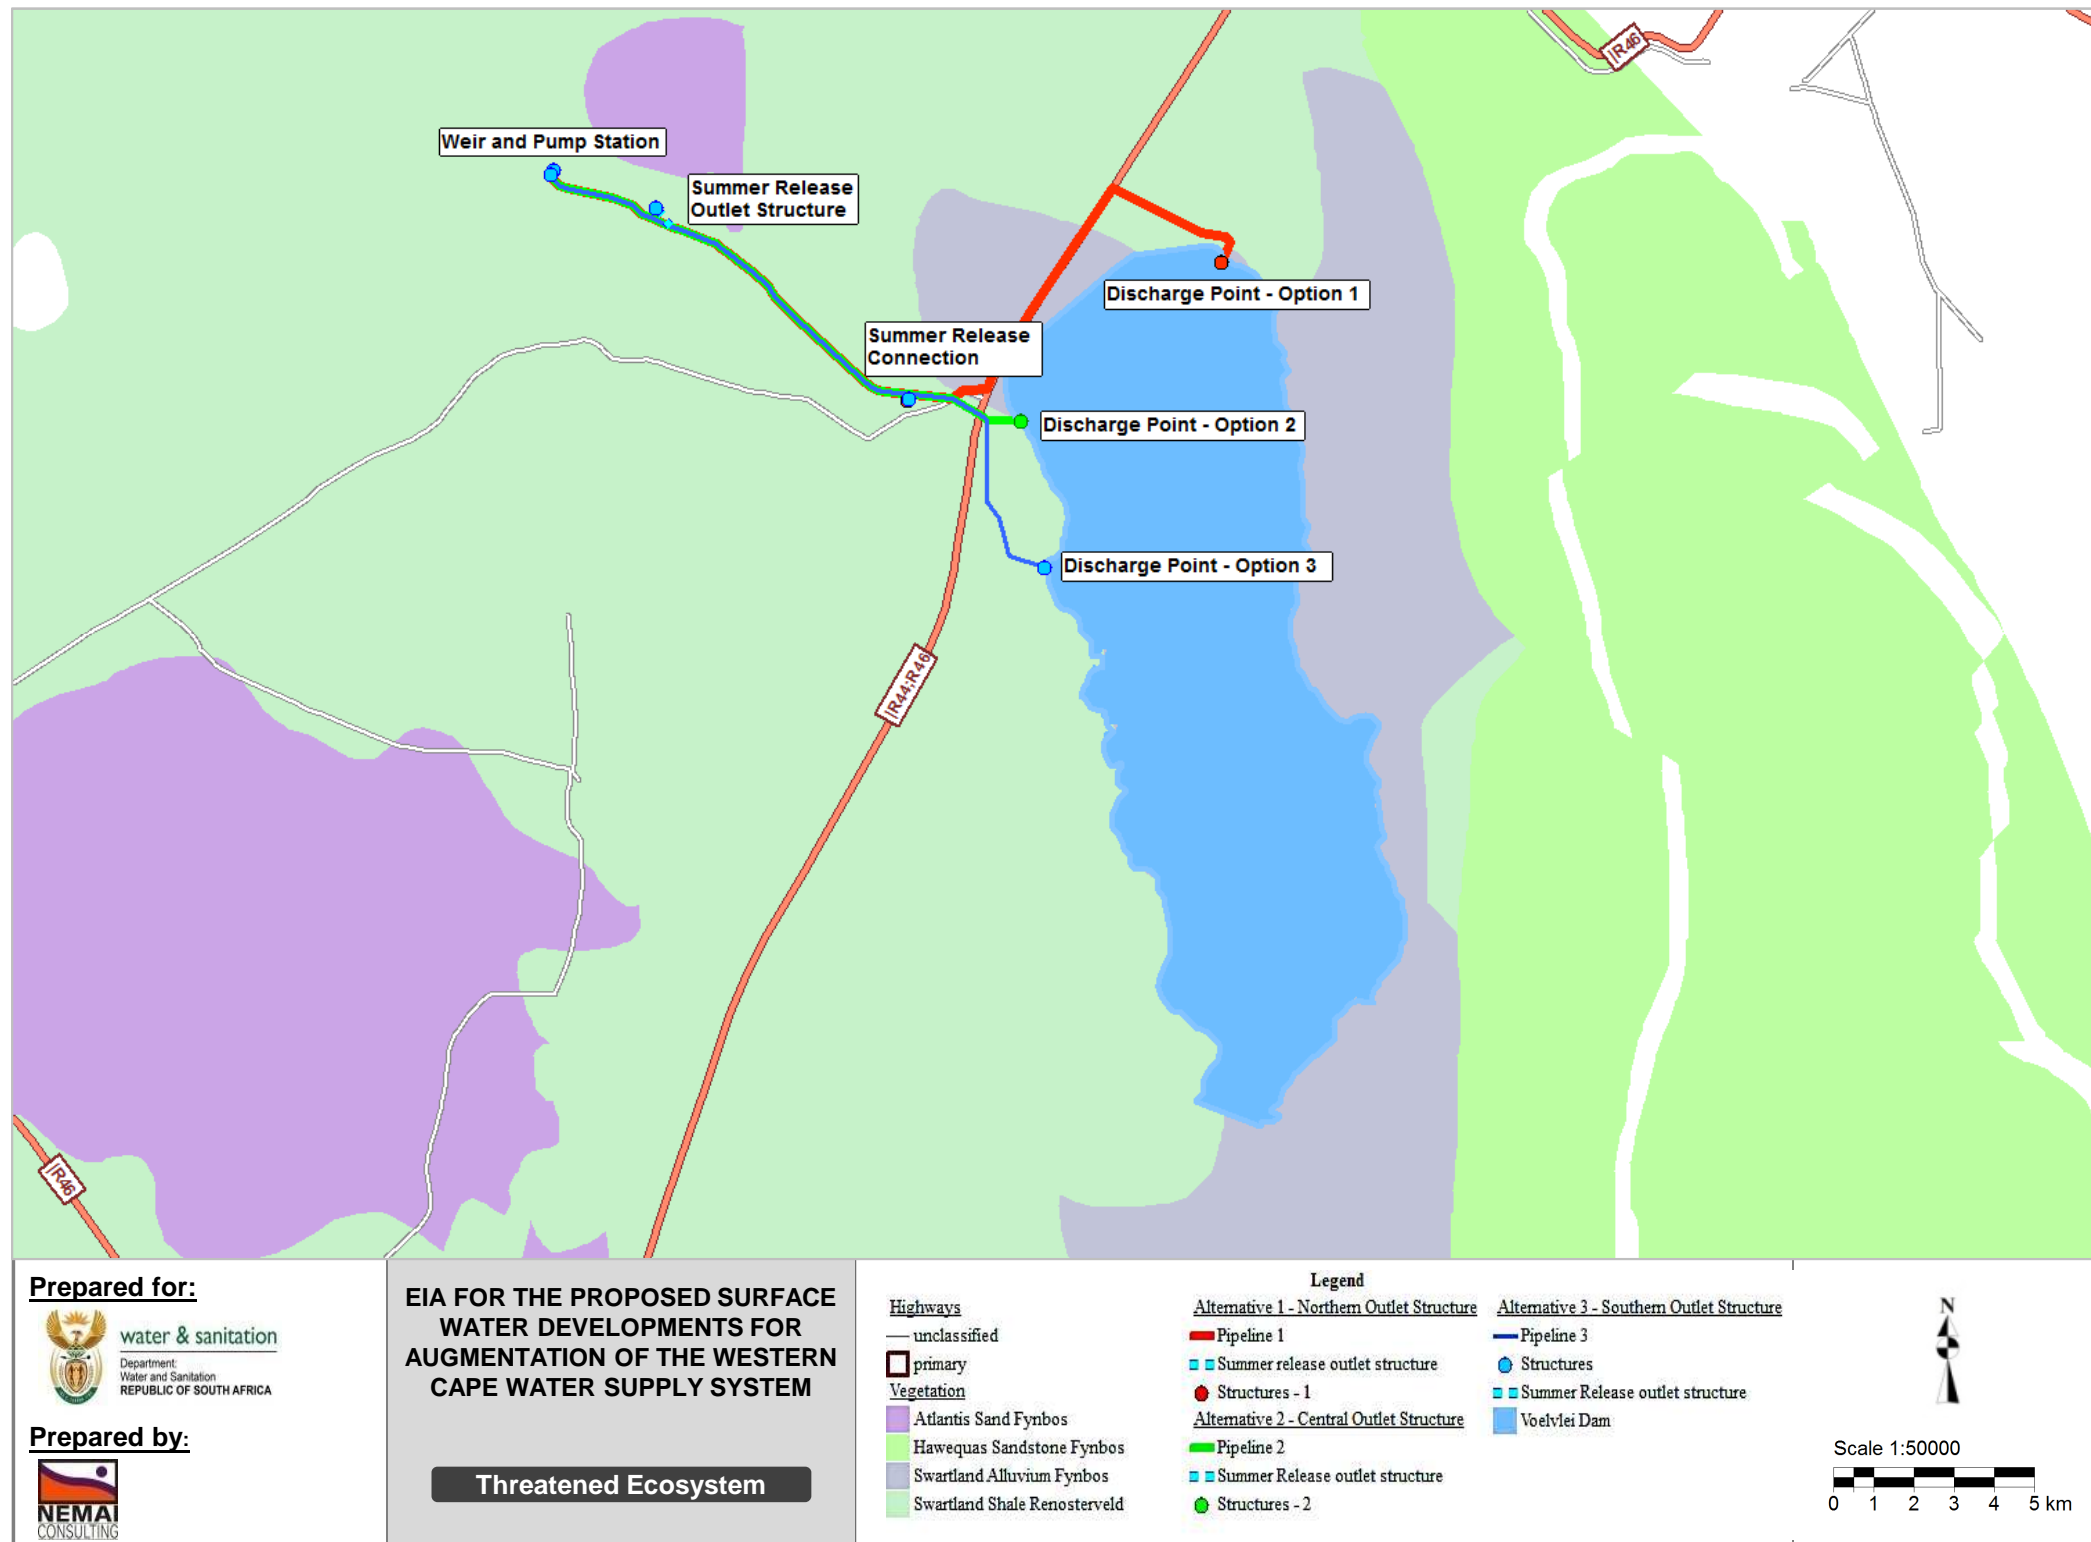 R46
Weir and Pump Station
Summer Release
Outlet Structure
Discharge Point - Option 1
Summer Release
Connection
Discharge Point - Option 2
Discharge Point - Option 3
R44;R46
R46
Prepared for:
water & sanitation
Department:
Water and Sanitation
REPUBLIC OF SOUTH AFRICA
Prepared by:
NEMAI
CONSULTING
EIA FOR THE PROPOSED SURFACE
WATER DEVELOPMENTS FOR
AUGMENTATION OF THE WESTERN
CAPE WATER SUPPLY SYSTEM
Threatened Ecosystem
Legend
Highways
unclassified
primary
Vegetation
Atlantis Sand Fynbos
Hawequas Sandstone Fynbos
Swartland Alluvium Fynbos
Swartland Shale Renosterveld
Alternative 1 - Northern Outlet Structure
Pipeline 1
Summer release outlet structure
Structures - 1
Alternative 2 - Central Outlet Structure
Pipeline 2
Summer Release outlet structure
Structures - 2
Alternative 3 - Southern Outlet Structure
Pipeline 3
Structures
Summer Release outlet structure
Voelvlei Dam
N
Scale 1:50000
0 1 2 3 4 5 km